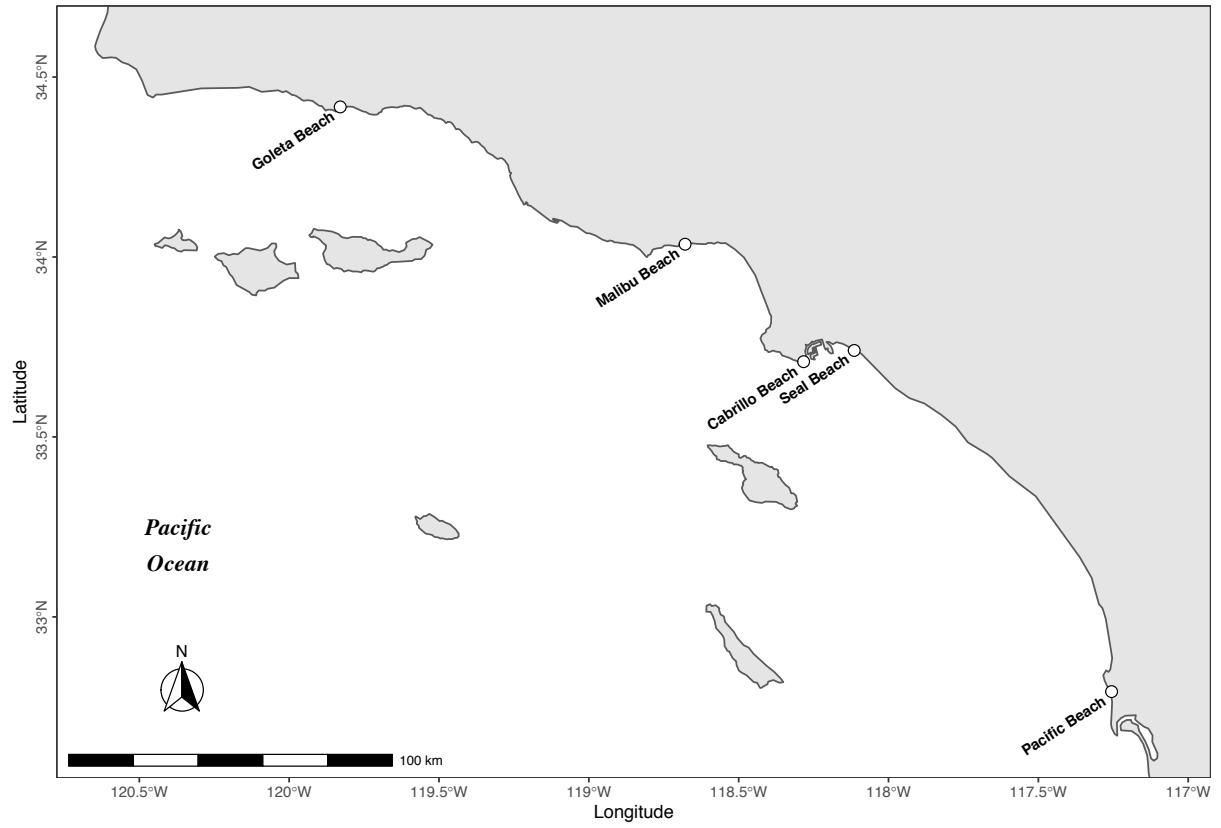 34.5°N
Goleta Beach
34°N
Malibu Beach
Cabrillo Beach
Seal Beach
33.5°N
Latitude
Pacific
Ocean
33°N
N
Pacific Beach
100 km
120.5°W
120°W
119.5°W
119°W
118.5°W
118°W
117.5°W
117°W
Longitude